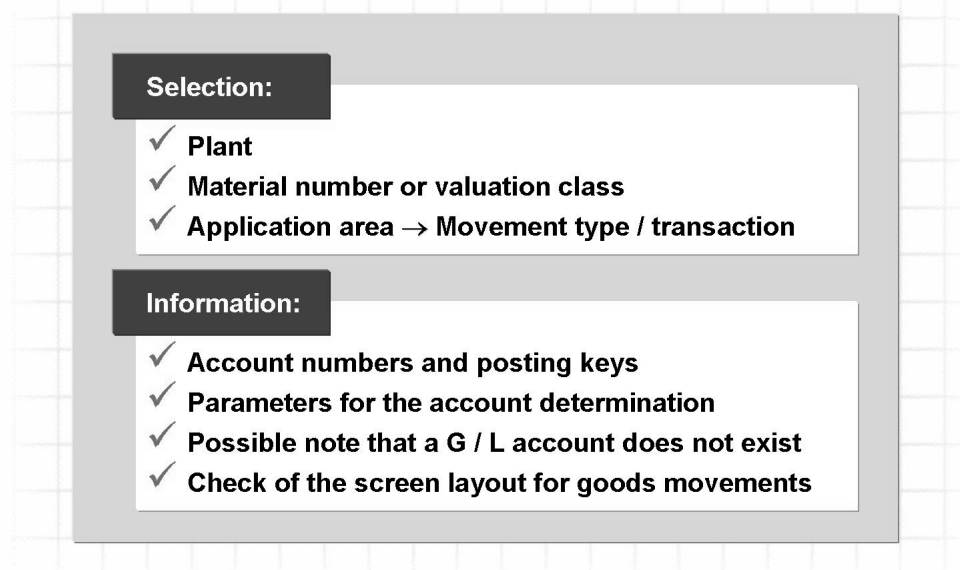 Selection:
Plant
Material number or valuation class
Application area → Movement type / transaction
Information:
Account numbers and posting keys
Parameters for the account determination
Possible note that a G / L account does not exist
Check of the screen layout for goods movements